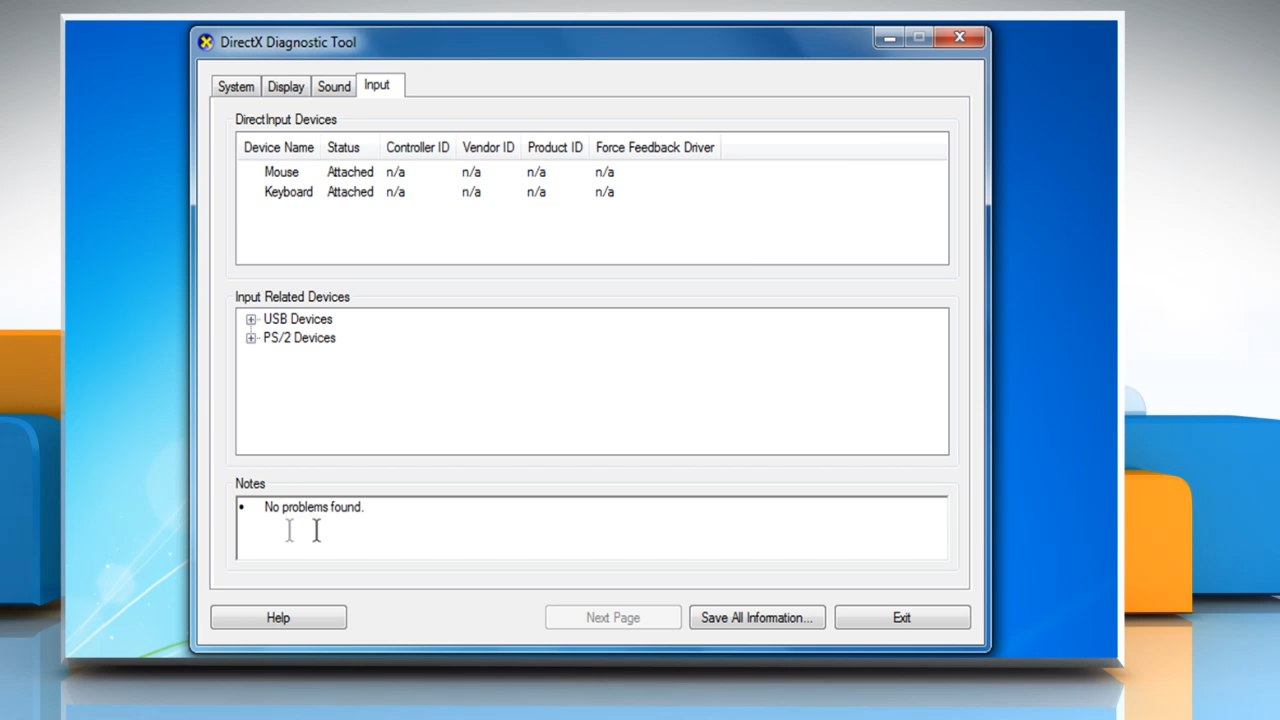 DirectX Diagnostic Tool
System Display Sound Input
DirectInput Devices
Device Name Status Controller ID Vendor ID Product ID Force Feedback Driver
Mouse Attached n/a n/a n/a n/a
Keyboard Attached n/a n/a n/a n/a
Input Related Devices
USB Devices
PS/2 Devices
Notes
• No problems found.
Help Next Page Save All Information... Exit